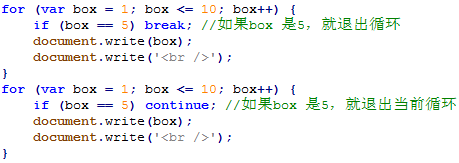 for (var box = 1; box <= 10; box++) {
    if (box == 5) break; //如果box 是5，就退出循环
    document.write(box);
    document.write('<br />');
}
for (var box = 1; box <= 10; box++) {
    if (box == 5) continue; //如果box 是5，就退出当前循环
    document.write(box);
    document.write('<br />');
}